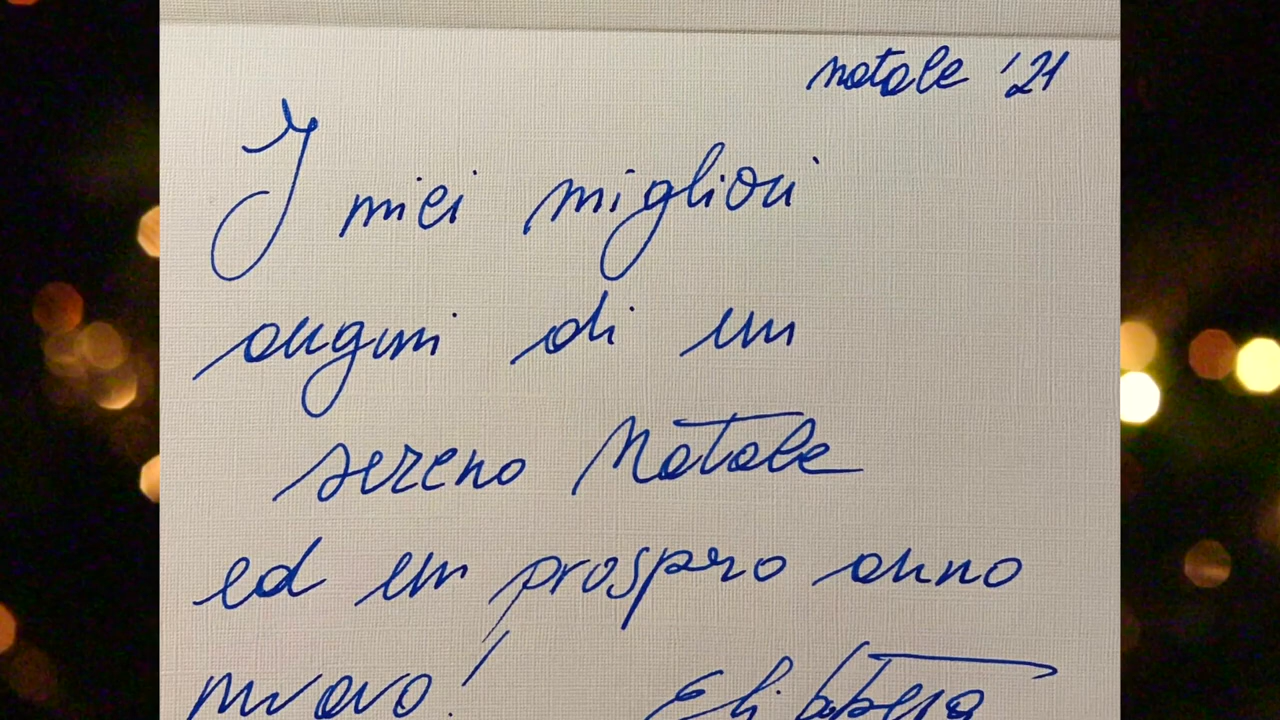 natale '21
I miei migliori
auguri di un
sereno Natale
ed un prospero anno
nuovo!